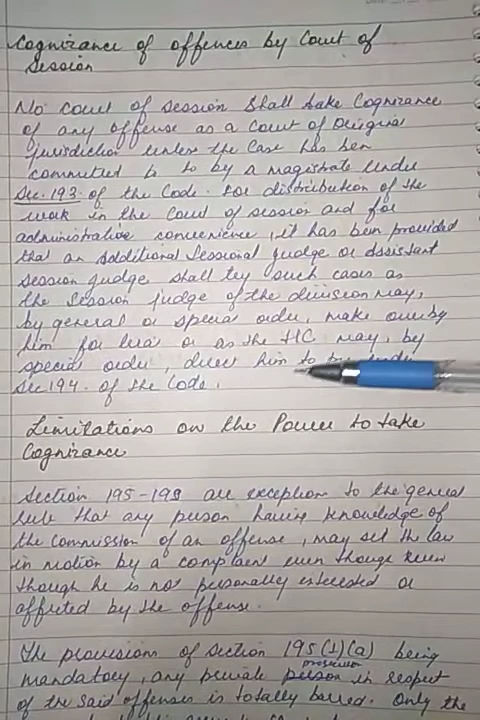 Cognizance of offences by Court of
Session
No Court of session shall take Cognizance
of any offense as a Court of Original
jurisdiction unless the Case has ben
committed to to by a magistrate under
Sec. 193 of the Code. For distribution of the
work in the Court of session and for
administrative convenience, it has been provided
that an additional Sessional judge or assistant
session judge shall try such cases as
the Session judge of the division may,
by general or special order, make over by
him for trial or as the HC may, by
special order, direct him to try under
Sec 194. of the Code.
Limitations on the Power to take
Cognizance
Section 195-199 are exception to the general
rule that any person having knowledge of
the commission of an offense, may set the law
in motion by a complaint even though
though he is not personally interested or
affected by the offense.
The provisions of section 195(1)(a) being
mandatory, any private person in respect
of the said offenses is totally barred. Only the